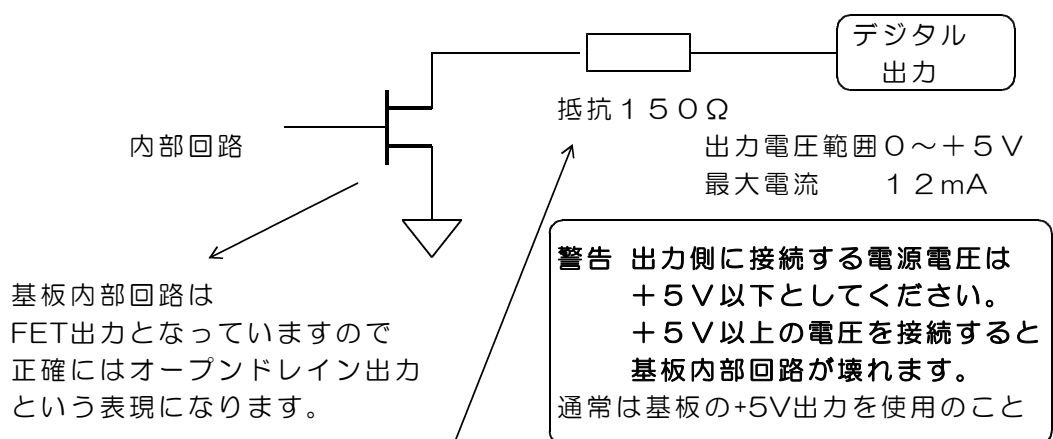 デジタル
出力
抵抗150Ω
内部回路
出力電圧範囲0～+5V
最大電流 12mA
警告 出力側に接続する電源電圧は
+5V以下としてください。
+5V以上の電圧を接続すると
基板内部回路が壊れます。
通常は基板の+5V出力を使用のこと
基板内部回路は
FET出力となっていますので
正確にはオープンドレイン出力
という表現になります。